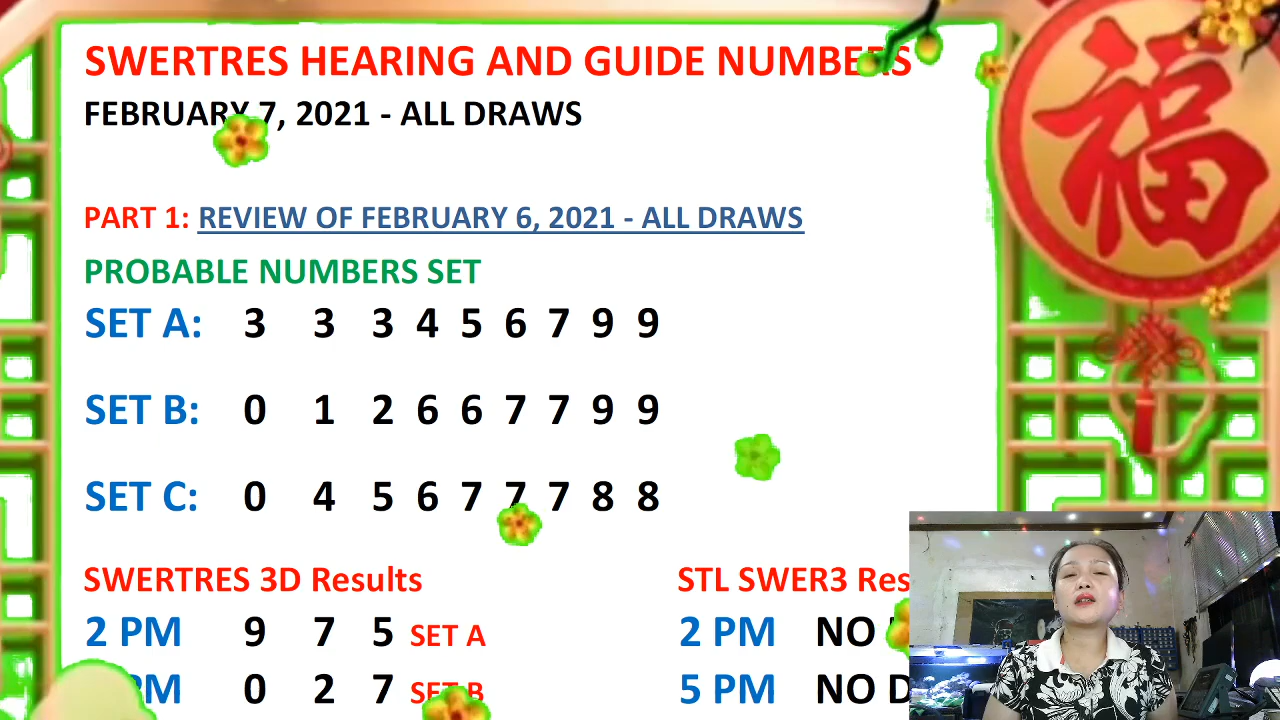 SWERTRES HEARING AND GUIDE NUMBERS
FEBRUARY 7, 2021 - ALL DRAWS
福
PART 1: REVIEW OF FEBRUARY 6, 2021 - ALL DRAWS
PROBABLE NUMBERS SET
SET A: 3 3 3 4 5 6 7 9 9
SET B: 0 1 2 6 6 7 7 9 9
SET C: 0 4 5 6 7 7 7 8 8
SWERTRES 3D Results
2 PM 9 7 5 SET A
PM 0 2 7 SET B
STL SWER3 Res
2 PM NO
5 PM NO D